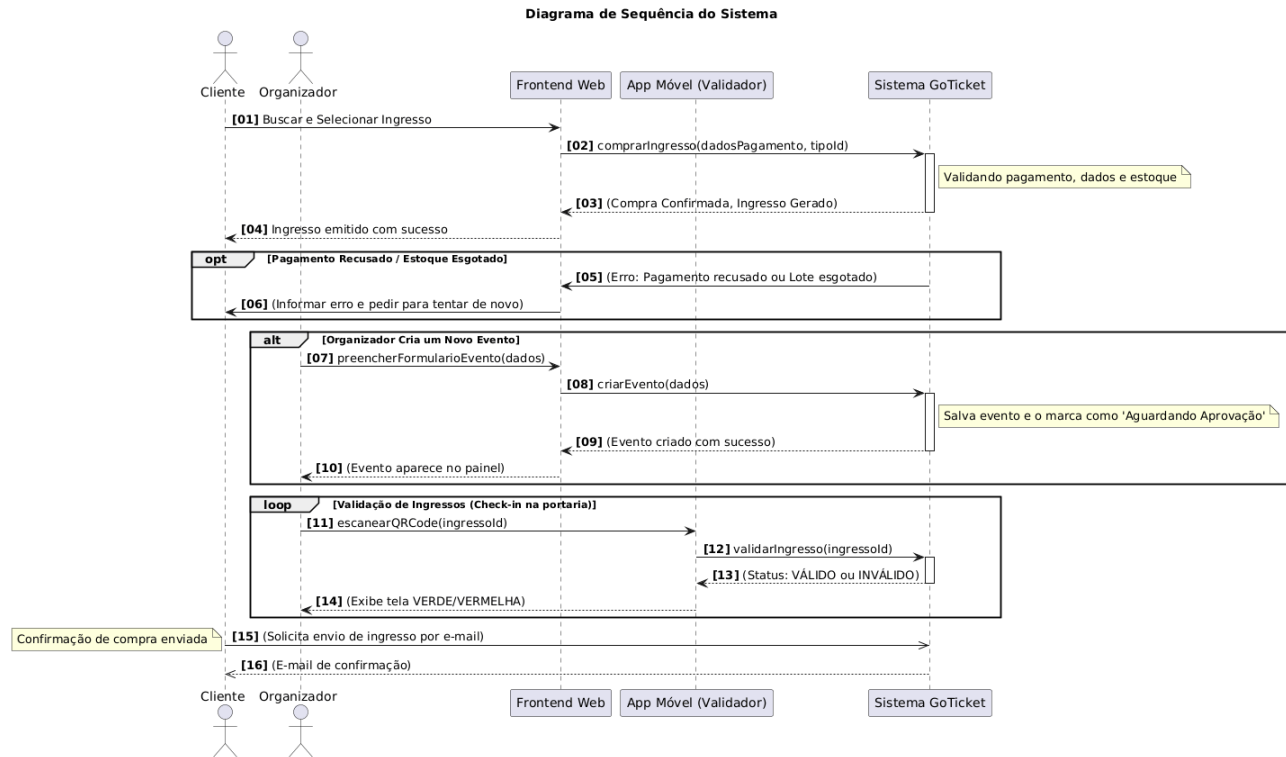 Diagrama de Sequência do Sistema
Cliente
Organizador
Frontend Web
App Móvel (Validador)
Sistema GoTicket
[01] Buscar e Selecionar Ingresso
[02] comprarIngresso(dadosPagamento, tipoId)
Validando pagamento, dados e estoque
[03] (Compra Confirmada, Ingresso Gerado)
[04] Ingresso emitido com sucesso
opt [Pagamento Recusado / Estoque Esgotado]
[05] (Erro: Pagamento recusado ou Lote esgotado)
[06] (Informar erro e pedir para tentar de novo)
alt [Organizador Cria um Novo Evento]
[07] preencherFormularioEvento(dados)
[08] criarEvento(dados)
Salva evento e o marca como 'Aguardando Aprovação'
[09] (Evento criado com sucesso)
[10] (Evento aparece no painel)
loop [Validação de Ingressos (Check-in na portaria)]
[11] escanearQRCode(ingressoId)
[12] validarIngresso(ingressoId)
[13] (Status: VÁLIDO ou INVÁLIDO)
[14] (Exibe tela VERDE/VERMELHA)
Confirmação de compra enviada
[15] (Solicita envio de ingresso por e-mail)
[16] (E-mail de confirmação)
Cliente
Organizador
Frontend Web
App Móvel (Validador)
Sistema GoTicket